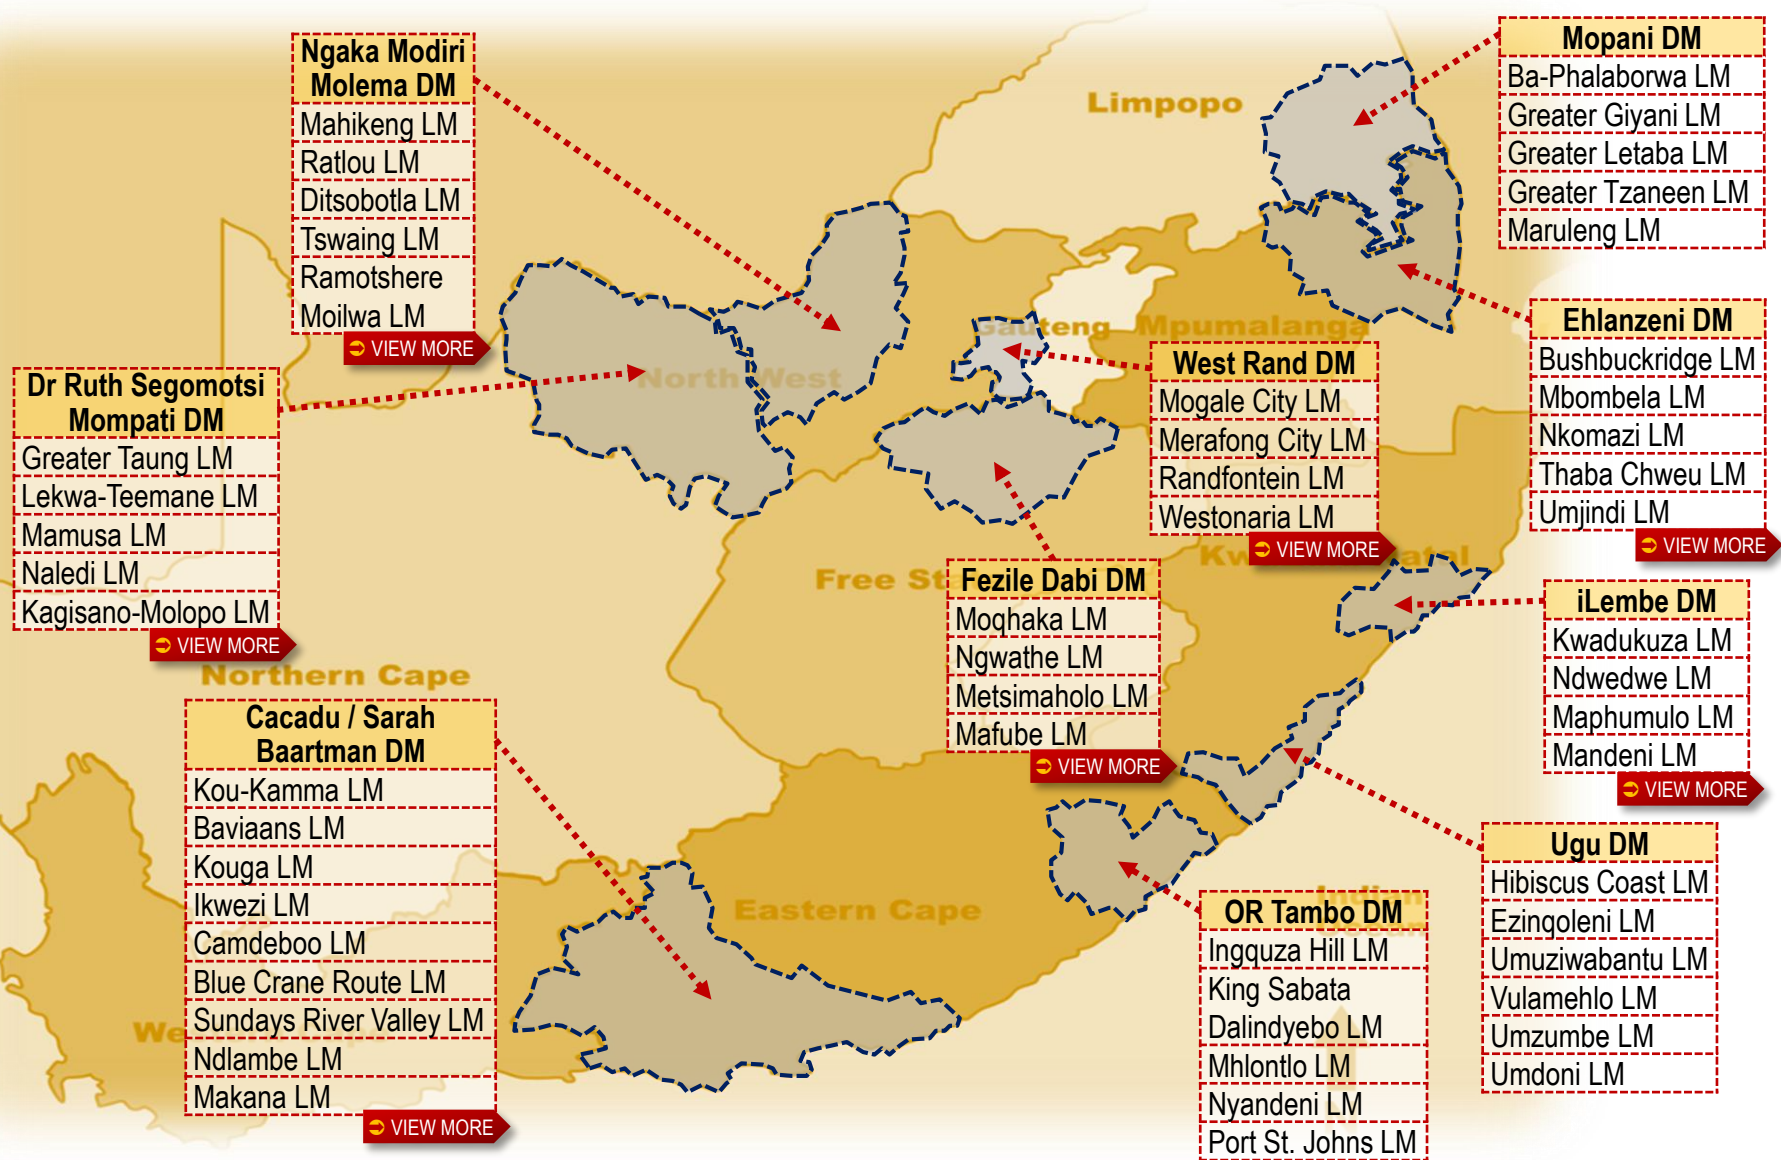 Ngaka Modiri
Molema DM
Mahikeng LM
Ratlou LM
Ditsobotla LM
Tswaing LM
Ramotshere
Moilwa LM
VIEW MORE
Mopani DM
Ba-Phalaborwa LM
Greater Giyani LM
Greater Letaba LM
Greater Tzaneen LM
Maruleng LM
Limpopo
Gauteng
Mpumalanga
North West
Dr Ruth Segomotsi
Mompati DM
Greater Taung LM
Lekwa-Teemane LM
Mamusa LM
Naledi LM
Kagisano-Molopo LM
VIEW MORE
West Rand DM
Mogale City LM
Merafong City LM
Randfontein LM
Westonaria LM
VIEW MORE
Ehlanzeni DM
Bushbuckridge LM
Mbombela LM
Nkomazi LM
Thaba Chweu LM
Umjindi LM
VIEW MORE
Free Sta
Kw
atal
Fezile Dabi DM
Moqhaka LM
Ngwathe LM
Metsimaholo LM
Mafube LM
VIEW MORE
iLembe DM
Kwadukuza LM
Ndwedwe LM
Maphumulo LM
Mandeni LM
VIEW MORE
Northern Cape
Cacadu / Sarah
Baartman DM
Kou-Kamma LM
Baviaans LM
Kouga LM
Ikwezi LM
Camdeboo LM
Blue Crane Route LM
Sundays River Valley LM
Ndlambe LM
Makana LM
VIEW MORE
Eastern Cape
Indian
Ocean
OR Tambo DM
Ingquza Hill LM
King Sabata
Dalindyebo LM
Mhlontlo LM
Nyandeni LM
Port St. Johns LM
Ugu DM
Hibiscus Coast LM
Ezinqoleni LM
Umuziwabantu LM
Vulamehlo LM
Umzumbe LM
Umdoni LM